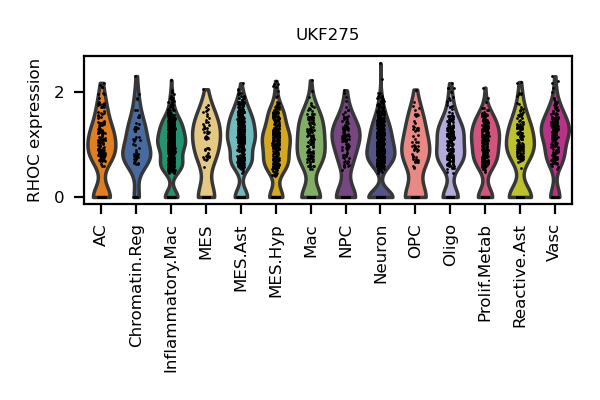 UKF275
RHOC expression
2
0
AC
Chromatin.Reg
Inflammatory.Mac
MES
MES.Ast
MES.Hyp
Mac
NPC
Neuron
OPC
Oligo
Prolif.Metab
Reactive.Ast
Vasc